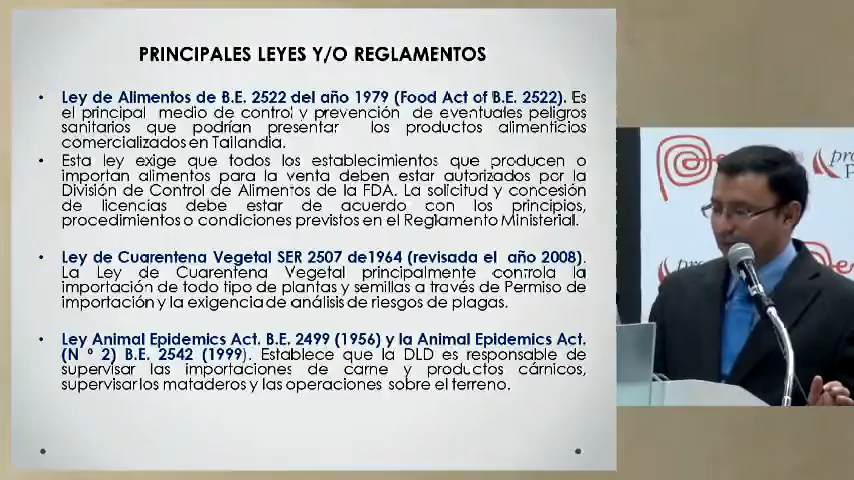 PRINCIPALES LEYES Y/O REGLAMENTOS
• Ley de Alimentos de B.E. 2522 del año 1979 (Food Act of B.E. 2522). Es
el principal medio de control y prevención de eventuales peligros
sanitarios que podrían presentar los productos alimenticios
comercializados en Tailandia.
• Esta ley exige que todos los establecimientos que producen o
importan alimentos para la venta deben estar autorizados por la
División de Control de Alimentos de la FDA. La solicitud y concesión
de licencias debe estar de acuerdo con los principios,
procedimientos o condiciones previstos en el Reglamento Ministerial.
• Ley de Cuarentena Vegetal SER 2507 de1964 (revisada el año 2008).
La Ley de Cuarentena Vegetal principalmente controla la
importación de todo tipo de plantas y semillas a través de Permiso de
importación y la exigencia de análisis de riesgos de plagas.
• Ley Animal Epidemics Act. B.E. 2499 (1956) y la Animal Epidemics Act.
(N º 2) B.E. 2542 (1999). Establece que la DLD es responsable de
supervisar las importaciones de carne y productos cárnicos,
supervisar los mataderos y las operaciones sobre el terreno.